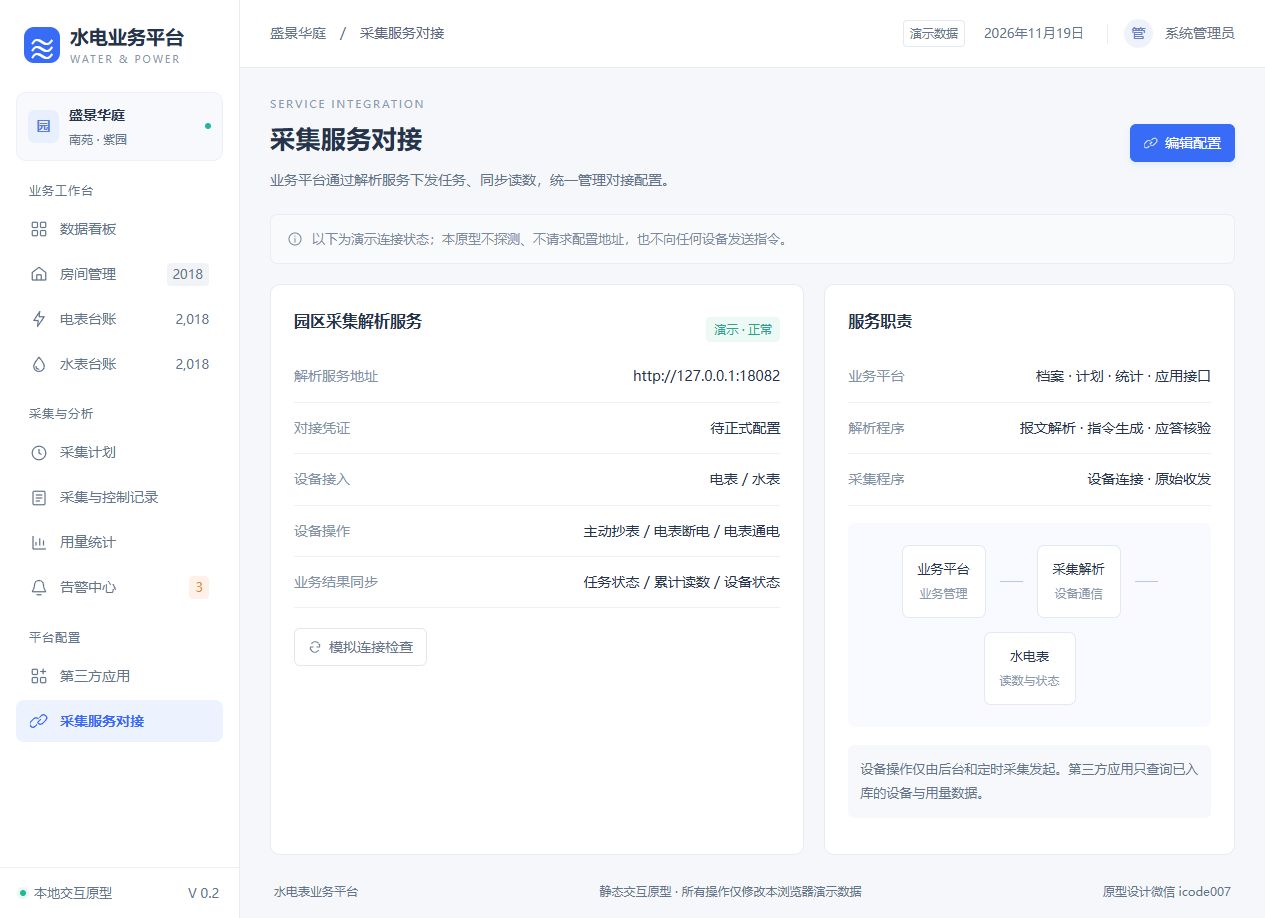 水电业务平台
WATER & POWER
园
盛景华庭
南苑 · 紫园
业务工作台
数据看板
房间管理 2018
电表台账 2,018
水表台账 2,018
采集与分析
采集计划
采集与控制记录
用量统计
告警中心 3
平台配置
第三方应用
采集服务对接
本地交互原型 V 0.2
盛景华庭 / 采集服务对接
演示数据 2026年11月19日 管 系统管理员
SERVICE INTEGRATION
采集服务对接
业务平台通过解析服务下发任务、同步读数，统一管理对接配置。
编辑配置
以下为演示连接状态；本原型不探测、不请求配置地址，也不向任何设备发送指令。
园区采集解析服务
演示 · 正常
解析服务地址 http://127.0.0.1:18082
对接凭证 待正式配置
设备接入 电表 / 水表
设备操作 主动抄表 / 电表断电 / 电表通电
业务结果同步 任务状态 / 累计读数 / 设备状态
模拟连接检查
服务职责
业务平台 档案 · 计划 · 统计 · 应用接口
解析程序 报文解析 · 指令生成 · 应答核验
采集程序 设备连接 · 原始收发
业务平台
业务管理
采集解析
设备通信
水电表
读数与状态
设备操作仅由后台和定时采集发起。第三方应用只查询已入
库的设备与用量数据。
水电表业务平台
静态交互原型 · 所有操作仅修改本浏览器演示数据
原型设计微信 icode007